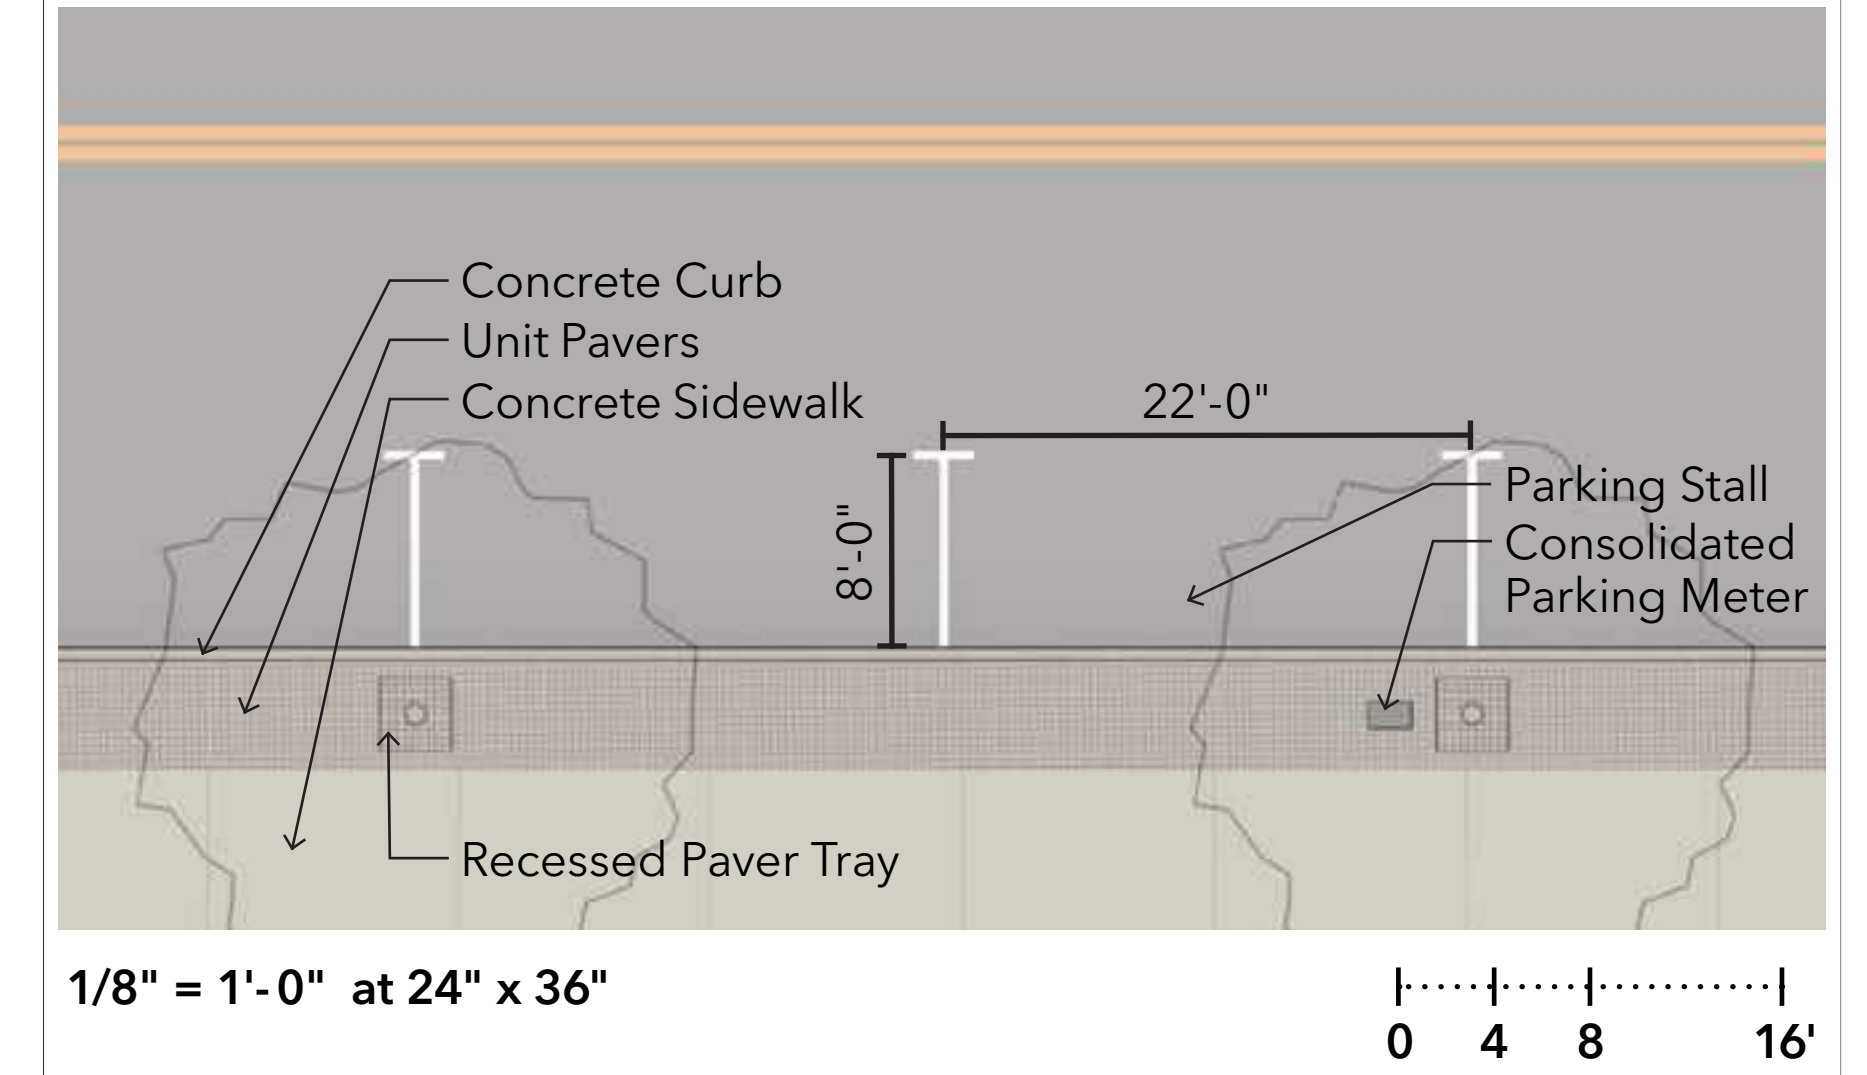 Concrete Curb
Unit Pavers
Concrete Sidewalk
22'-0"
8'-0"
Parking Stall
Consolidated
Parking Meter
Recessed Paver Tray
1/8" = 1'-0" at 24" x 36"
0 4 8 16'